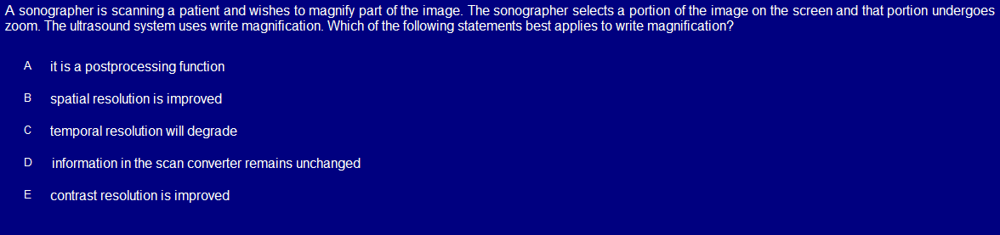 A sonographer is scanning a patient and wishes to magnify part of the image. The sonographer selects a portion of the image on the screen and that portion undergoes
zoom. The ultrasound system uses write magnification. Which of the following statements best applies to write magnification?
A it is a postprocessing function
B spatial resolution is improved
C temporal resolution will degrade
D information in the scan converter remains unchanged
E contrast resolution is improved